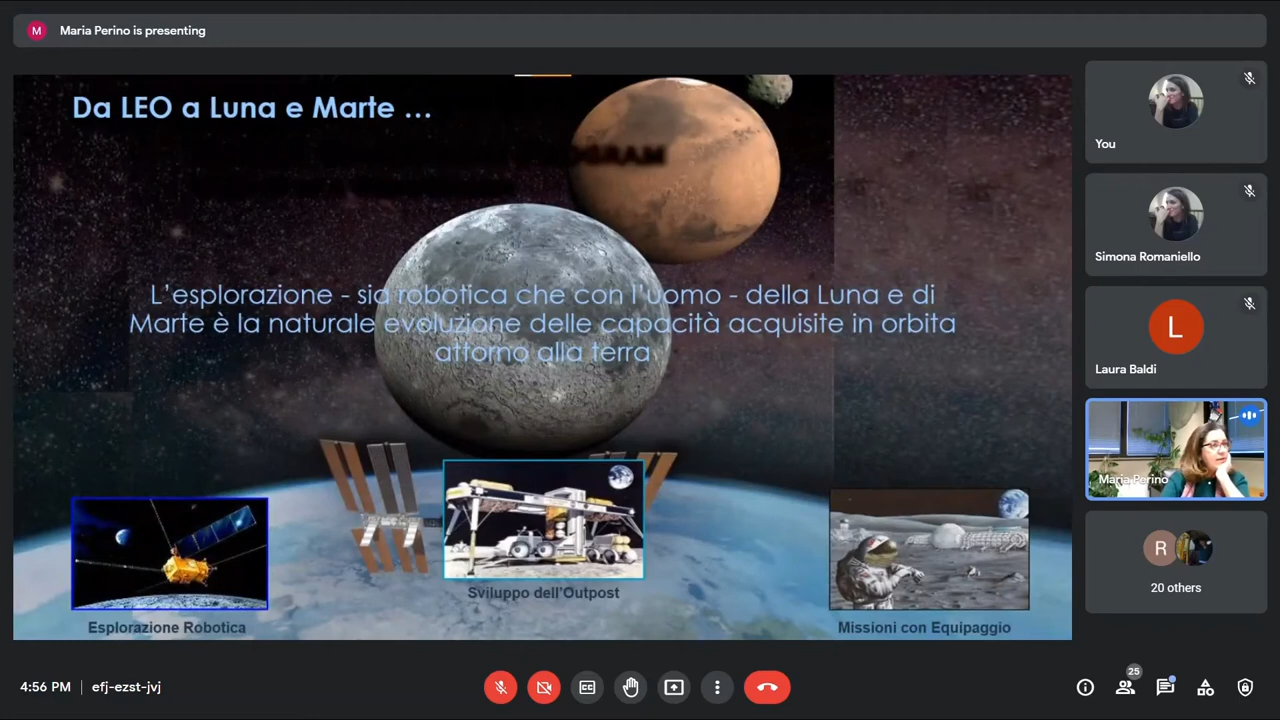 M
Maria Perino is presenting
Da LEO a Luna e Marte ...
L'esplorazione - sia robotica che con l'uomo - della Luna e di
Marte è la naturale evoluzione delle capacità acquisite in orbita
attorno alla terra
Sviluppo dell'Outpost
Esplorazione Robotica
Missioni con Equipaggio
You
Simona Romaniello
L
Laura Baldi
Maria Perino
R
20 others
4:56 PM
efj-ezst-jvj
CC
25